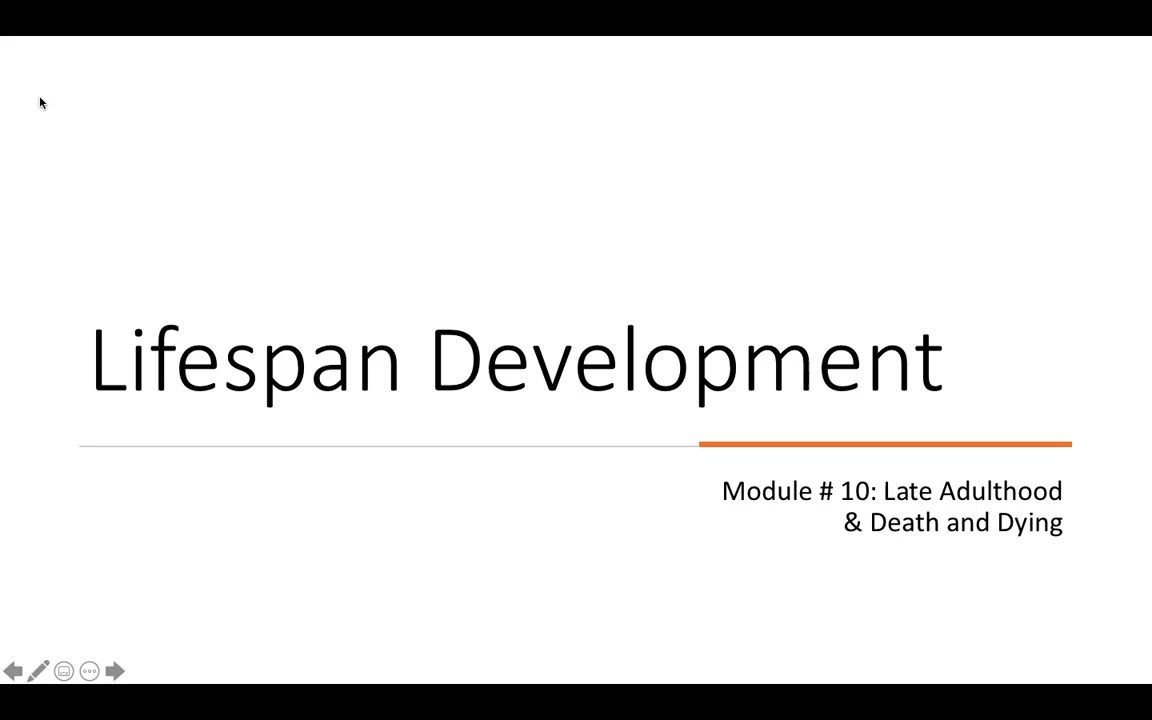 Lifespan Development
Module # 10: Late Adulthood
& Death and Dying